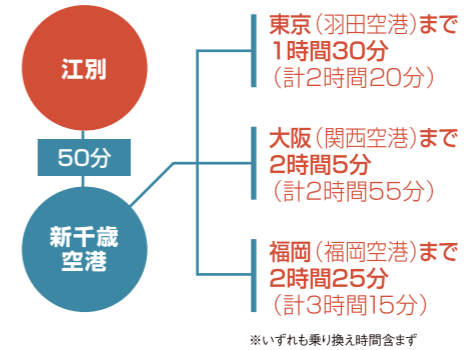 江別
50分
新千歳
空港
東京（羽田空港）まで
1時間30分
（計2時間20分）
大阪（関西空港）まで
2時間5分
（計2時間55分）
福岡（福岡空港）まで
2時間25分
（計3時間15分）
※いずれも乗り換え時間含まず